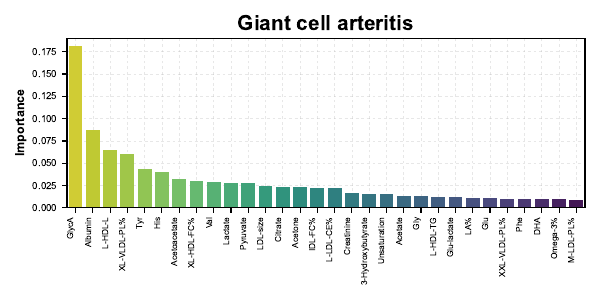 Giant cell arteritis
Importance
0.175
0.150
0.125
0.100
0.075
0.050
0.025
0.000
GlycA
Albumin
L-HDL-L
XL-VLDL-PL%
Tyr
His
Acetoacetate
XL-HDL-FC%
Val
Lactate
Pyruvate
LDL-size
Citrate
Acetone
IDL-FC%
L-LDL-CE%
Creatinine
3-Hydroxybutyrate
Unsaturation
Acetate
Gly
L-HDL-TG
Glu-lactate
LA%
Glu
XXL-VLDL-PL%
Phe
DHA
Omega-3%
M-LDL-PL%